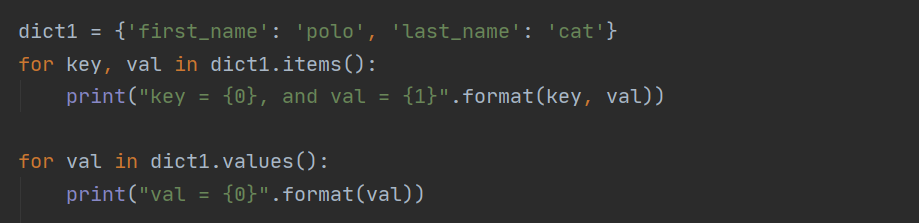 dict1 = {'first_name': 'polo', 'last_name': 'cat'}
for key, val in dict1.items():
    print("key = {0}, and val = {1}".format(key, val))

for val in dict1.values():
    print("val = {0}".format(val))